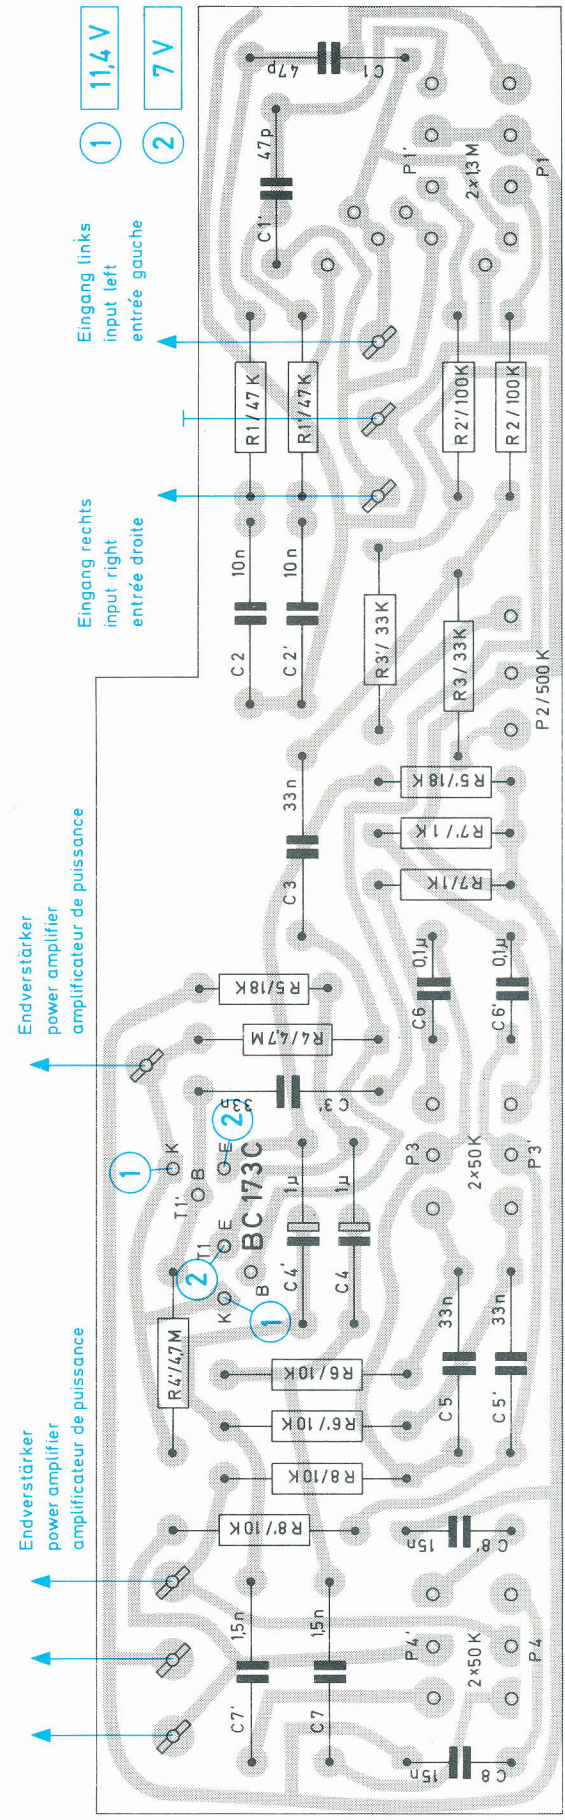 1 11,4 V
2 7 V
Eingang links
input left
entrée gauche
Eingang rechts
input right
entrée droite
Endverstärker
power amplifier
amplificateur de puissance
Endverstärker
power amplifier
amplificateur de puissance
47p
C1
47p
C1'
P1'
2×1,3M
P1
R1/47K
R1'/47K
R2'/100K
R2/100K
10n
C2
10n
C2'
R3'/33K
R3/33K
P2/500K
33n
C3
R5'/18K
R7'/1K
R7/1K
0,1µ
C6
0,1µ
C6'
R5/18K
R4/4,7M
33n
C3'
1
K
B
T1'
E
2
BC 173C
T1
E
2
K
B
1
1µ
C4'
1µ
C4
P3
2×50K
P3'
R4'/4,7M
R6/10K
R6'/10K
R8/10K
R8'/10K
33n
C5
33n
C5'
15n
C8'
1,5n
C7'
1,5n
C7
P4'
2×50K
P4
15n
C8